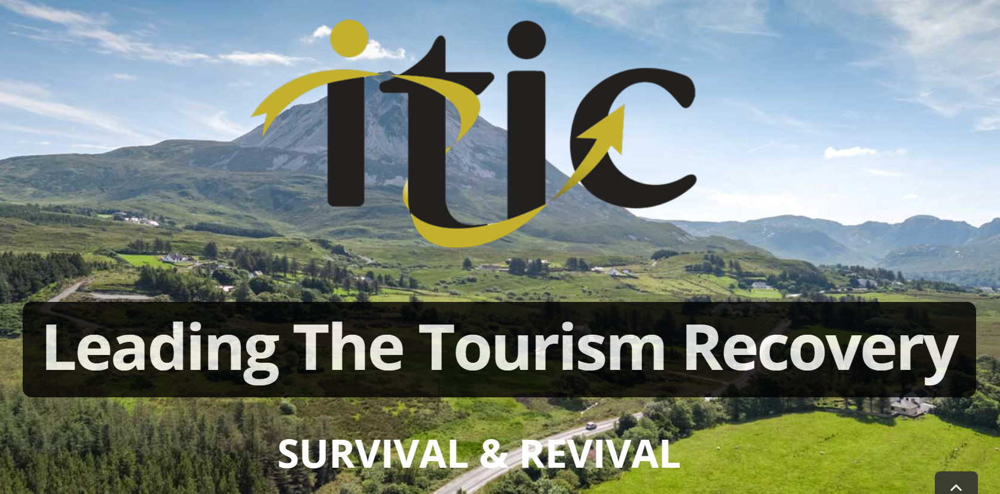 itic
Leading The Tourism Recovery
SURVIVAL & REVIVAL